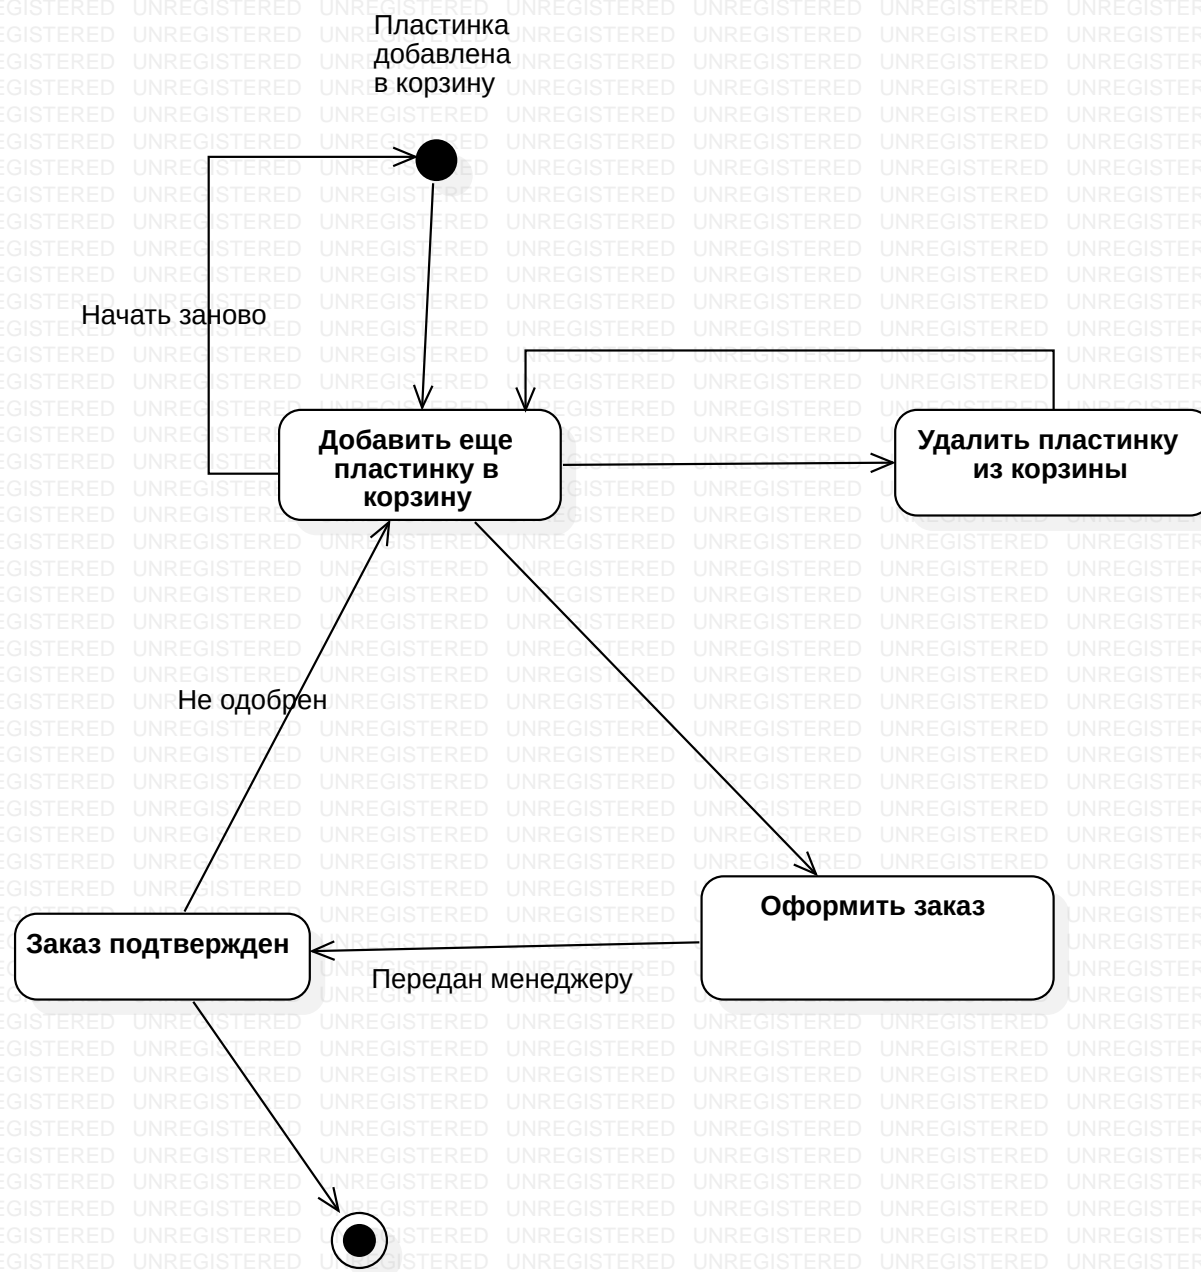 Пластинка
добавлена
в корзину
Начать заново
Добавить еще
пластинку в
корзину
Удалить пластинку
из корзины
Не одобрен
Оформить заказ
Заказ подтвержден
Передан менеджеру
UNREGISTERED